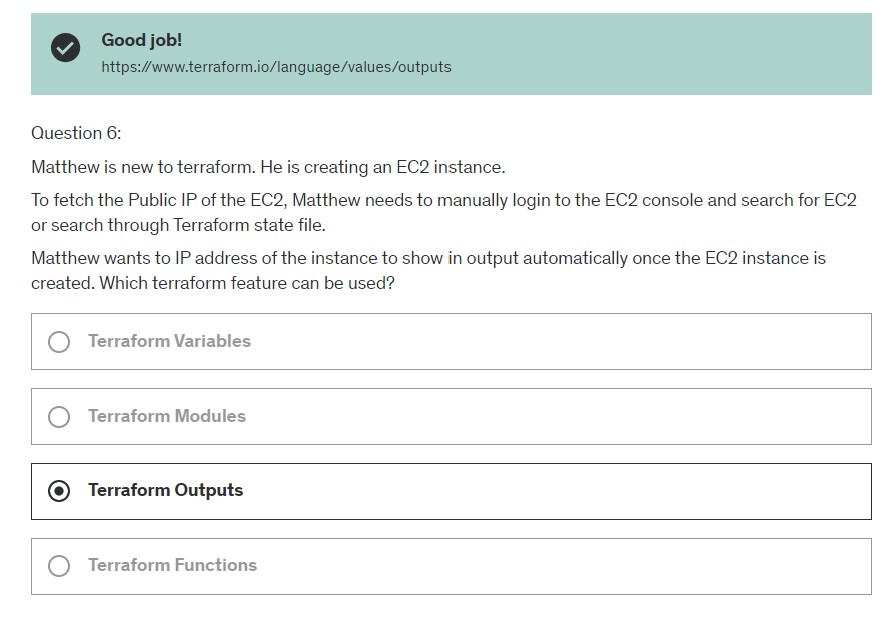 Good job!
https://www.terraform.io/language/values/outputs
Question 6:
Matthew is new to terraform. He is creating an EC2 instance.
To fetch the Public IP of the EC2, Matthew needs to manually login to the EC2 console and search for EC2
or search through Terraform state file.
Matthew wants to IP address of the instance to show in output automatically once the EC2 instance is
created. Which terraform feature can be used?
Terraform Variables
Terraform Modules
Terraform Outputs
Terraform Functions